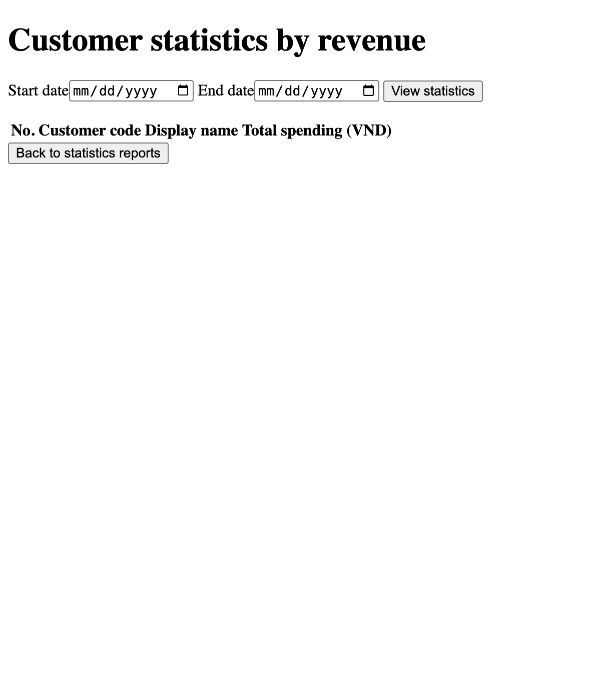 Customer statistics by revenue
Start date mm/dd/yyyy End date mm/dd/yyyy View statistics
No. Customer code Display name Total spending (VND)
Back to statistics reports